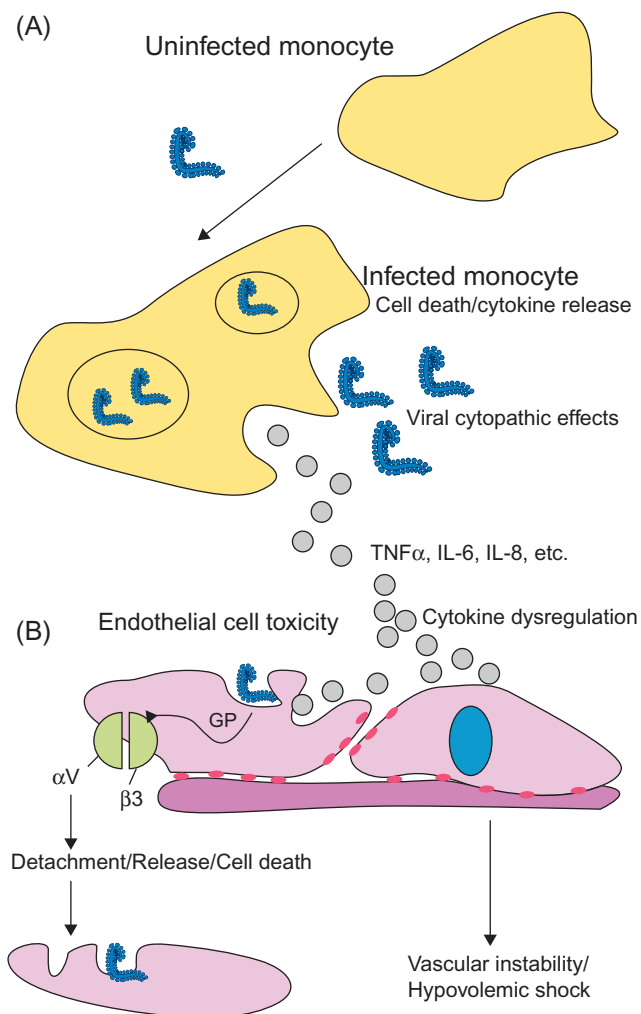 (A)
Uninfected monocyte
Infected monocyte
Cell death/cytokine release
Viral cytopathic effects
TNFα, IL-6, IL-8, etc.
(B)
Endothelial cell toxicity
Cytokine dysregulation
GP
αV
β3
Detachment/Release/Cell death
Vascular instability/
Hypovolemic shock